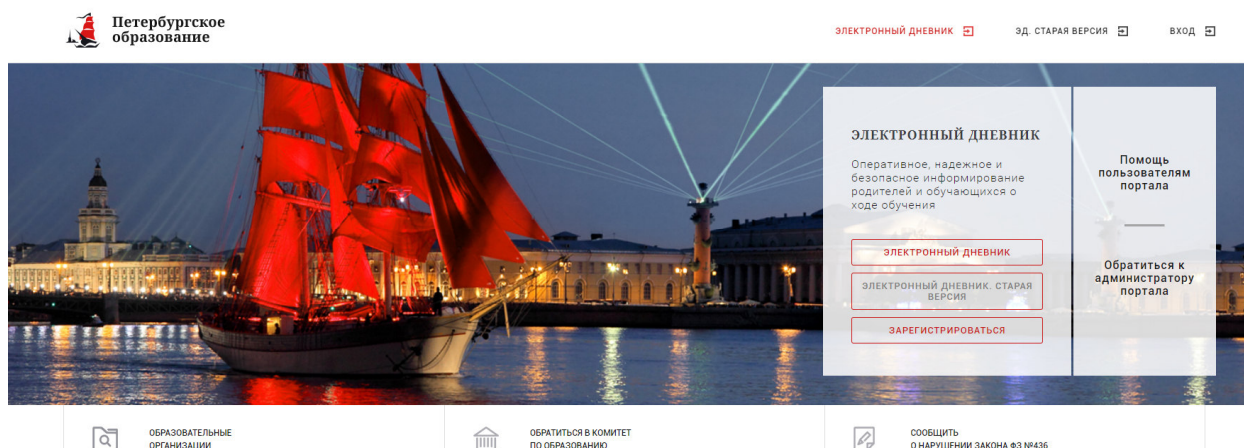 Петербургское
образование
ЭЛЕКТРОННЫЙ ДНЕВНИК
ЭД. СТАРАЯ ВЕРСИЯ
ВХОД
ЭЛЕКТРОННЫЙ ДНЕВНИК
Оперативное, надежное и
безопасное информирование
родителей и обучающихся о
ходе обучения
ЭЛЕКТРОННЫЙ ДНЕВНИК
ЭЛЕКТРОННЫЙ ДНЕВНИК. СТАРАЯ
ВЕРСИЯ
ЗАРЕГИСТРИРОВАТЬСЯ
Помощь
пользователям
портала
Обратиться к
администратору
портала
ОБРАЗОВАТЕЛЬНЫЕ
ОРГАНИЗАЦИИ
ОБРАТИТЬСЯ В КОМИТЕТ
ПО ОБРАЗОВАНИЮ
СООБЩИТЬ
О НАРУШЕНИИ ЗАКОНА ФЗ №436